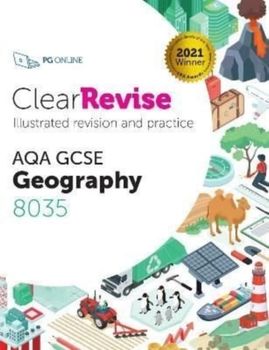 PG ONLINE
2021
Winner
ClearRevise
Illustrated revision and practice
AQA GCSE
Geography
8035